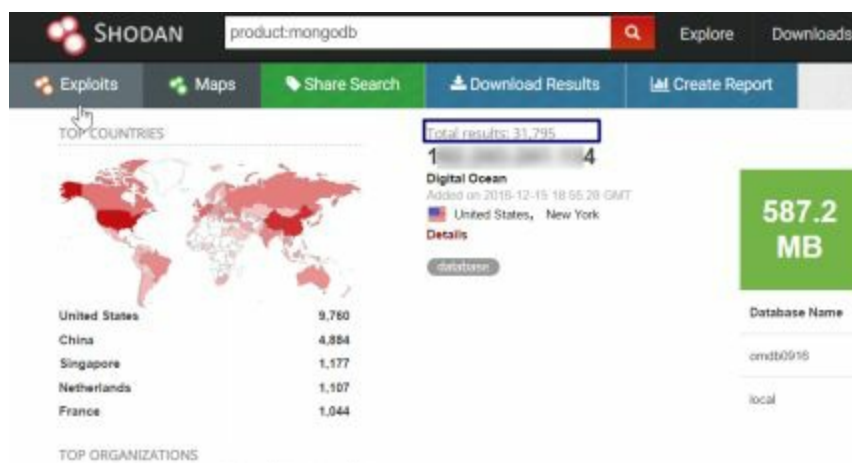 SHODAN
product:mongodb
Explore
Downloads
Exploits
Maps
Share Search
Download Results
Create Report
TOP COUNTRIES
United States 9,760
China 4,884
Singapore 1,177
Netherlands 1,107
France 1,044
TOP ORGANIZATIONS
Total results: 31,795
1 4
Digital Ocean
Added on 2016-12-15 18:55:28 GMT
United States, New York
Details
database
587.2
MB
Database Name
omdb0916
local